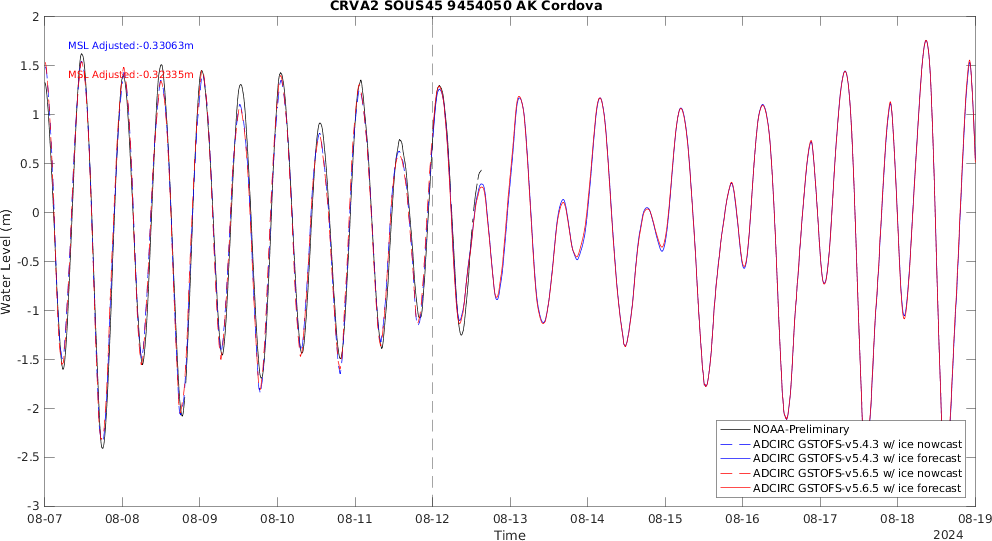 CRVA2 SOUS45 9454050 AK Cordova
MSL Adjusted:-0.33063m
MSL Adjusted:-0.32335m
Water Level (m)
2
1.5
1
0.5
0
-0.5
-1
-1.5
-2
-2.5
-3
NOAA-Preliminary
ADCIRC GSTOFS-v5.4.3 w/ ice nowcast
ADCIRC GSTOFS-v5.4.3 w/ ice forecast
ADCIRC GSTOFS-v5.6.5 w/ ice nowcast
ADCIRC GSTOFS-v5.6.5 w/ ice forecast
08-07 08-08 08-09 08-10 08-11 08-12 08-13 08-14 08-15 08-16 08-17 08-18 08-19
Time
2024